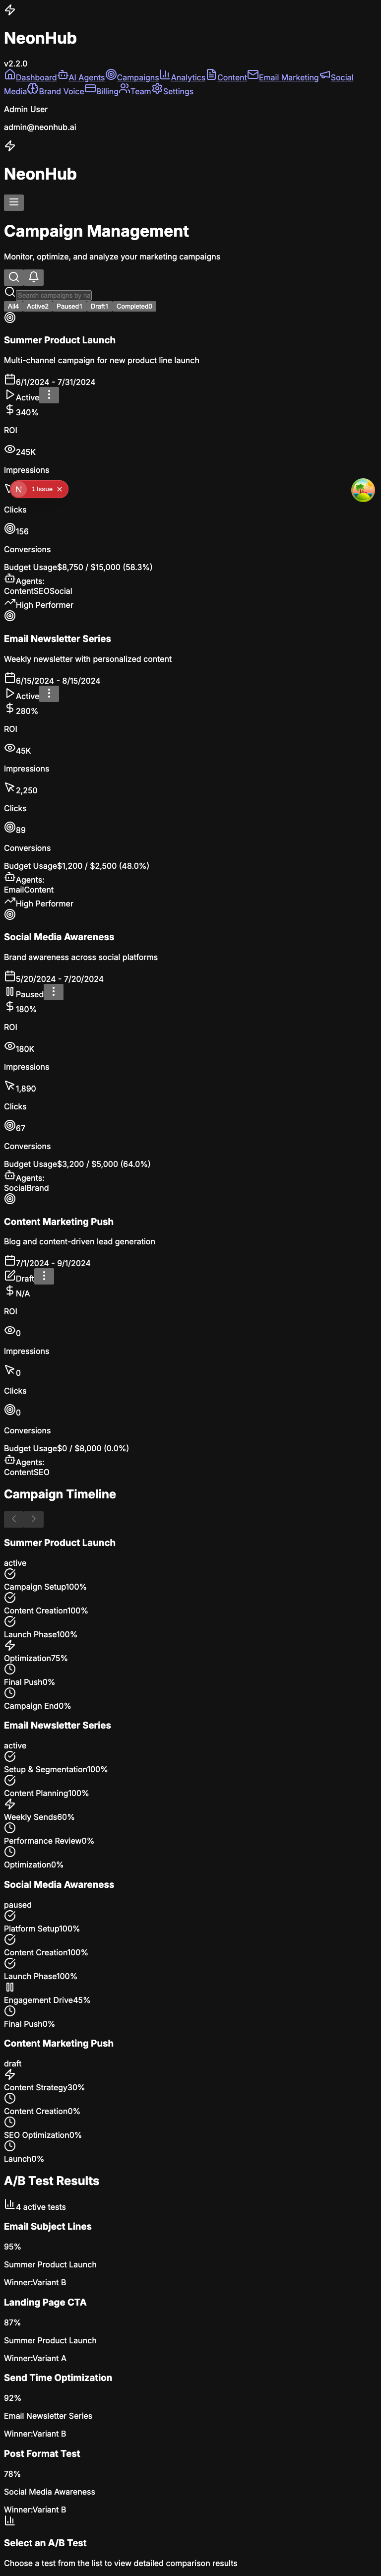 NeonHub
v2.2.0
Dashboard AI Agents Campaigns Analytics Content Email Marketing Social
Media Brand Voice Billing Team Settings
Admin User
admin@neonhub.ai
NeonHub
Campaign Management
Monitor, optimize, and analyze your marketing campaigns
Search campaigns by na
All4 Active2 Paused1 Draft1 Completed0
Summer Product Launch
Multi-channel campaign for new product line launch
6/1/2024 - 7/31/2024
Active
340%
ROI
245K
Impressions
N 1 Issue
Clicks
156
Conversions
Budget Usage$8,750 / $15,000 (58.3%)
Agents:
ContentSEOSocial
High Performer
Email Newsletter Series
Weekly newsletter with personalized content
6/15/2024 - 8/15/2024
Active
280%
ROI
45K
Impressions
2,250
Clicks
89
Conversions
Budget Usage$1,200 / $2,500 (48.0%)
Agents:
EmailContent
High Performer
Social Media Awareness
Brand awareness across social platforms
5/20/2024 - 7/20/2024
Paused
180%
ROI
180K
Impressions
1,890
Clicks
67
Conversions
Budget Usage$3,200 / $5,000 (64.0%)
Agents:
SocialBrand
Content Marketing Push
Blog and content-driven lead generation
7/1/2024 - 9/1/2024
Draft
N/A
ROI
0
Impressions
0
Clicks
0
Conversions
Budget Usage$0 / $8,000 (0.0%)
Agents:
ContentSEO
Campaign Timeline
Summer Product Launch
active
Campaign Setup100%
Content Creation100%
Launch Phase100%
Optimization75%
Final Push0%
Campaign End0%
Email Newsletter Series
active
Setup & Segmentation100%
Content Planning100%
Weekly Sends60%
Performance Review0%
Optimization0%
Social Media Awareness
paused
Platform Setup100%
Content Creation100%
Launch Phase100%
Engagement Drive45%
Final Push0%
Content Marketing Push
draft
Content Strategy30%
Content Creation0%
SEO Optimization0%
Launch0%
A/B Test Results
4 active tests
Email Subject Lines
95%
Summer Product Launch
Winner:Variant B
Landing Page CTA
87%
Summer Product Launch
Winner:Variant A
Send Time Optimization
92%
Email Newsletter Series
Winner:Variant B
Post Format Test
78%
Social Media Awareness
Winner:Variant B
Select an A/B Test
Choose a test from the list to view detailed comparison results